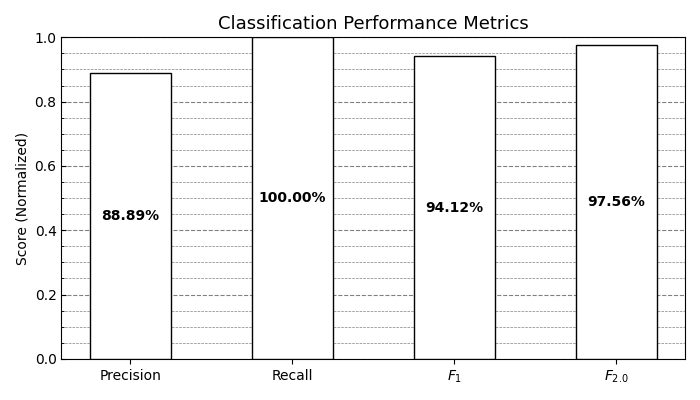 Classification Performance Metrics
Score (Normalized)
1.0
0.8
0.6
0.4
0.2
0.0
88.89%
100.00%
94.12%
97.56%
Precision
Recall
F₁
F₂.₀